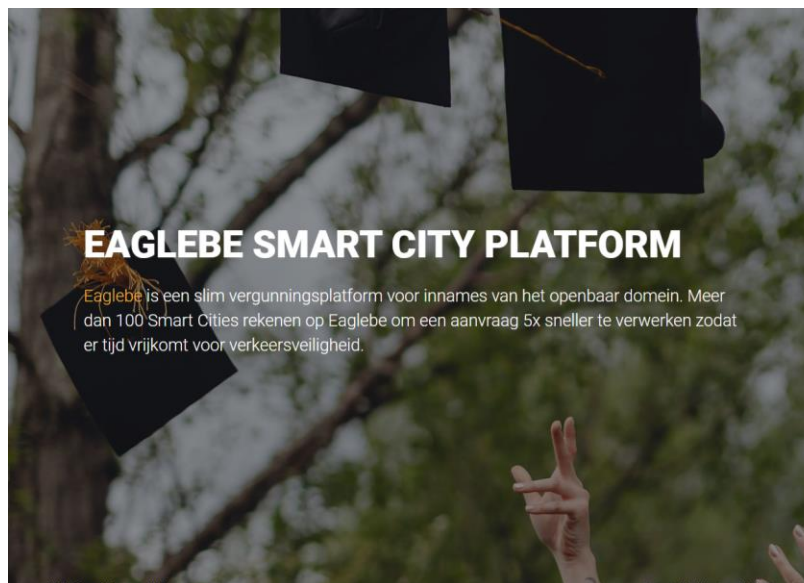 EAGLEBE SMART CITY PLATFORM
Eaglebe is een slim vergunningsplatform voor innames van het openbaar domein. Meer
dan 100 Smart Cities rekenen op Eaglebe om een aanvraag 5x sneller te verwerken zodat
er tijd vrijkomt voor verkeersveiligheid.